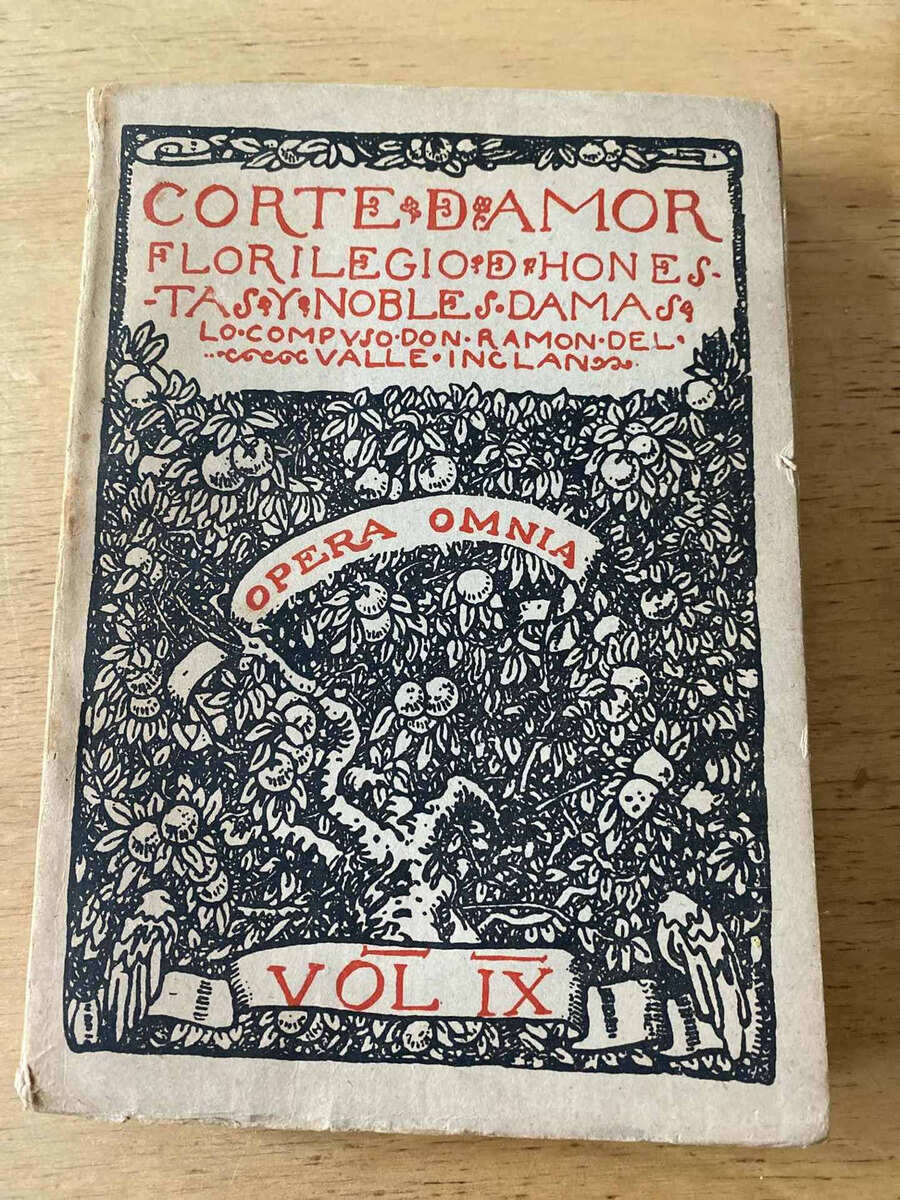 CORTE D AMOR
FLORILEGIO D HONES-
-TAS Y NOBLES DAMAS
LO·COMPVSO·DON·RAMON·DEL·
VALLE·INCLAN
OPERA OMNIA
VOL IX